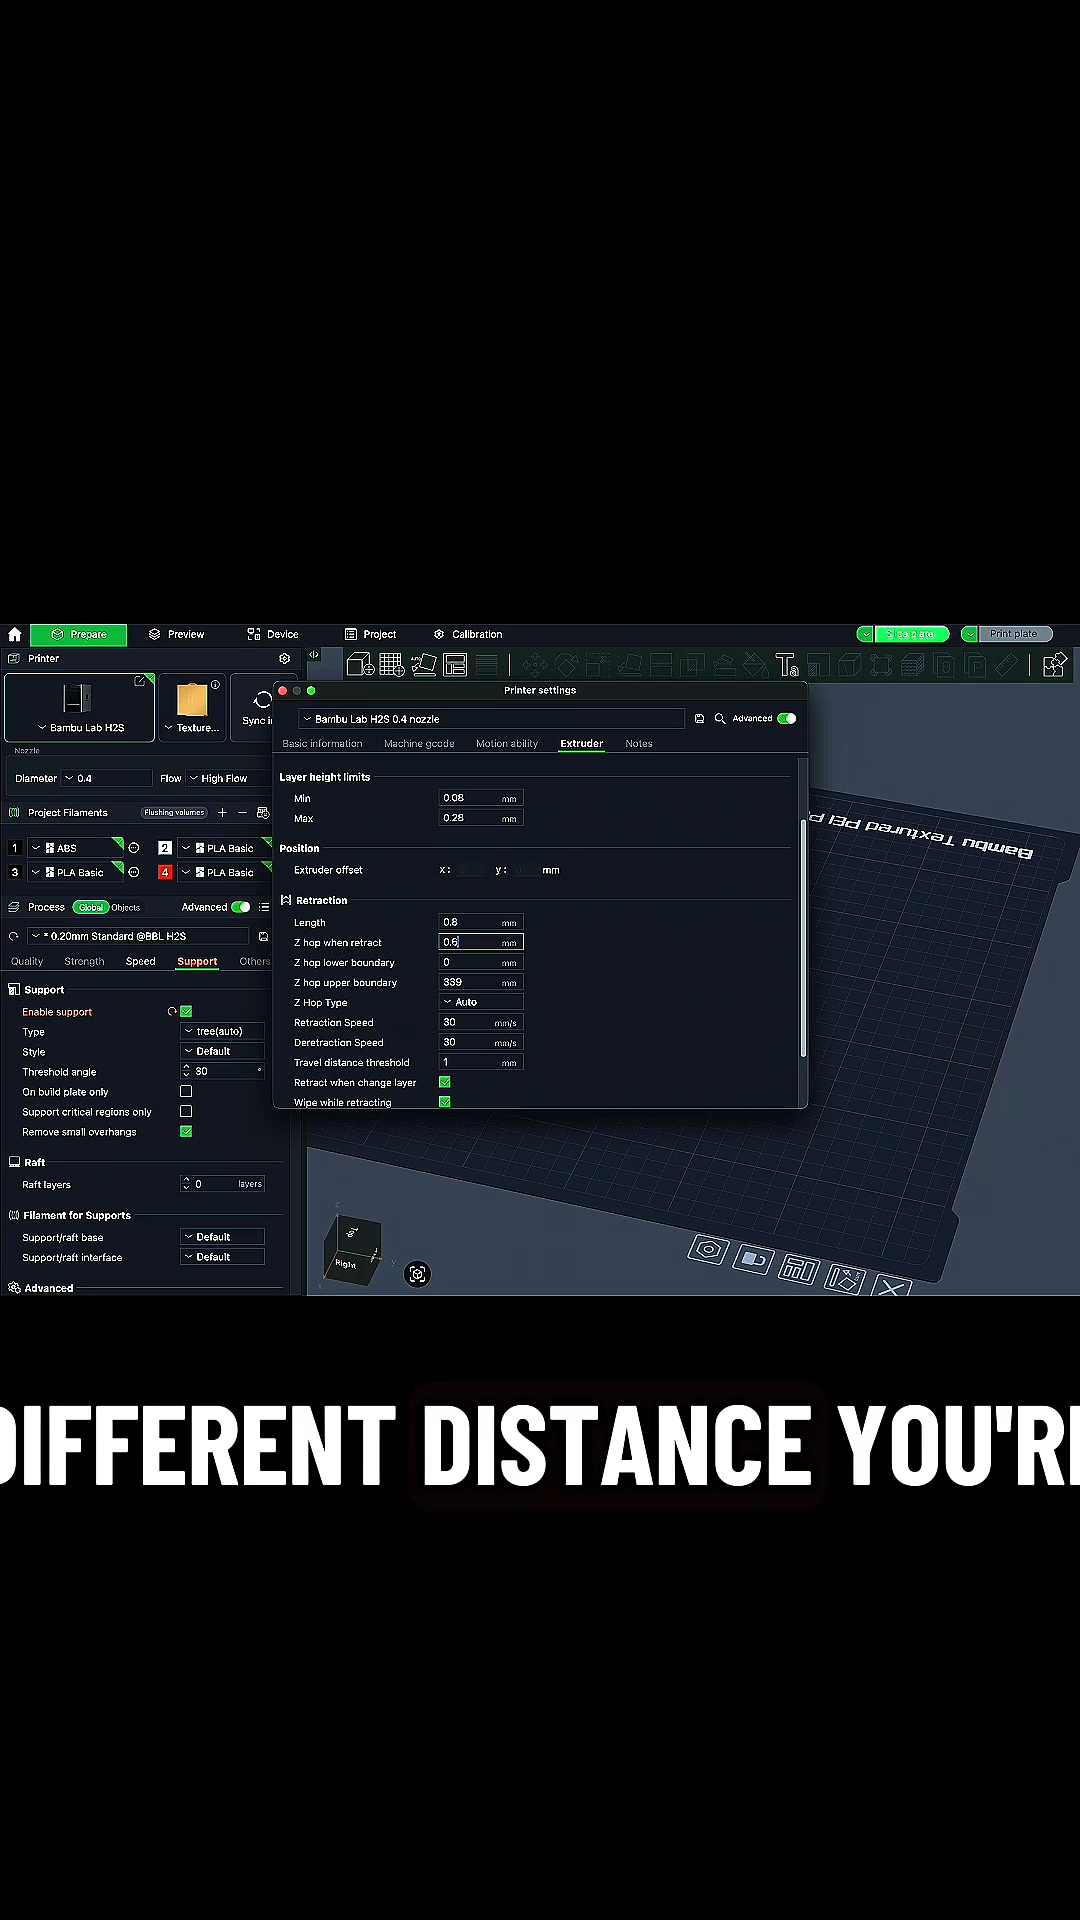 Prepare
Preview
Device
Project
Calibration
Print plate
Printer
Bambu Lab H2S
Texture...
Nozzle
Diameter
0.4
Flow
High Flow
Project Filaments
Flushing volumes
1
ABS
2
PLA Basic
3
PLA Basic
4
PLA Basic
Process
Global
Objects
Advanced
* 0.20mm Standard @BBL H2S
Quality
Strength
Speed
Support
Others
Support
Enable support
Type
tree(auto)
Style
Default
Threshold angle
30
°
On build plate only
Support critical regions only
Remove small overhangs
Raft
Raft layers
0
layers
Filament for Supports
Support/raft base
Default
Support/raft interface
Default
Advanced
Printer settings
Bambu Lab H2S 0.4 nozzle
Advanced
Basic information
Machine gcode
Motion ability
Extruder
Notes
Layer height limits
Min
0.08
mm
Max
0.28
mm
Position
Extruder offset
x:
y:
mm
Retraction
Length
0.8
mm
Z hop when retract
0.6
mm
Z hop lower boundary
0
mm
Z hop upper boundary
339
mm
Z Hop Type
Auto
Retraction Speed
30
mm/s
Deretraction Speed
30
mm/s
Travel distance threshold
1
mm
Retract when change layer
Wipe while retracting
Bambu Textured PEI
Top
Right
DIFFERENT DISTANCE YOU'RE